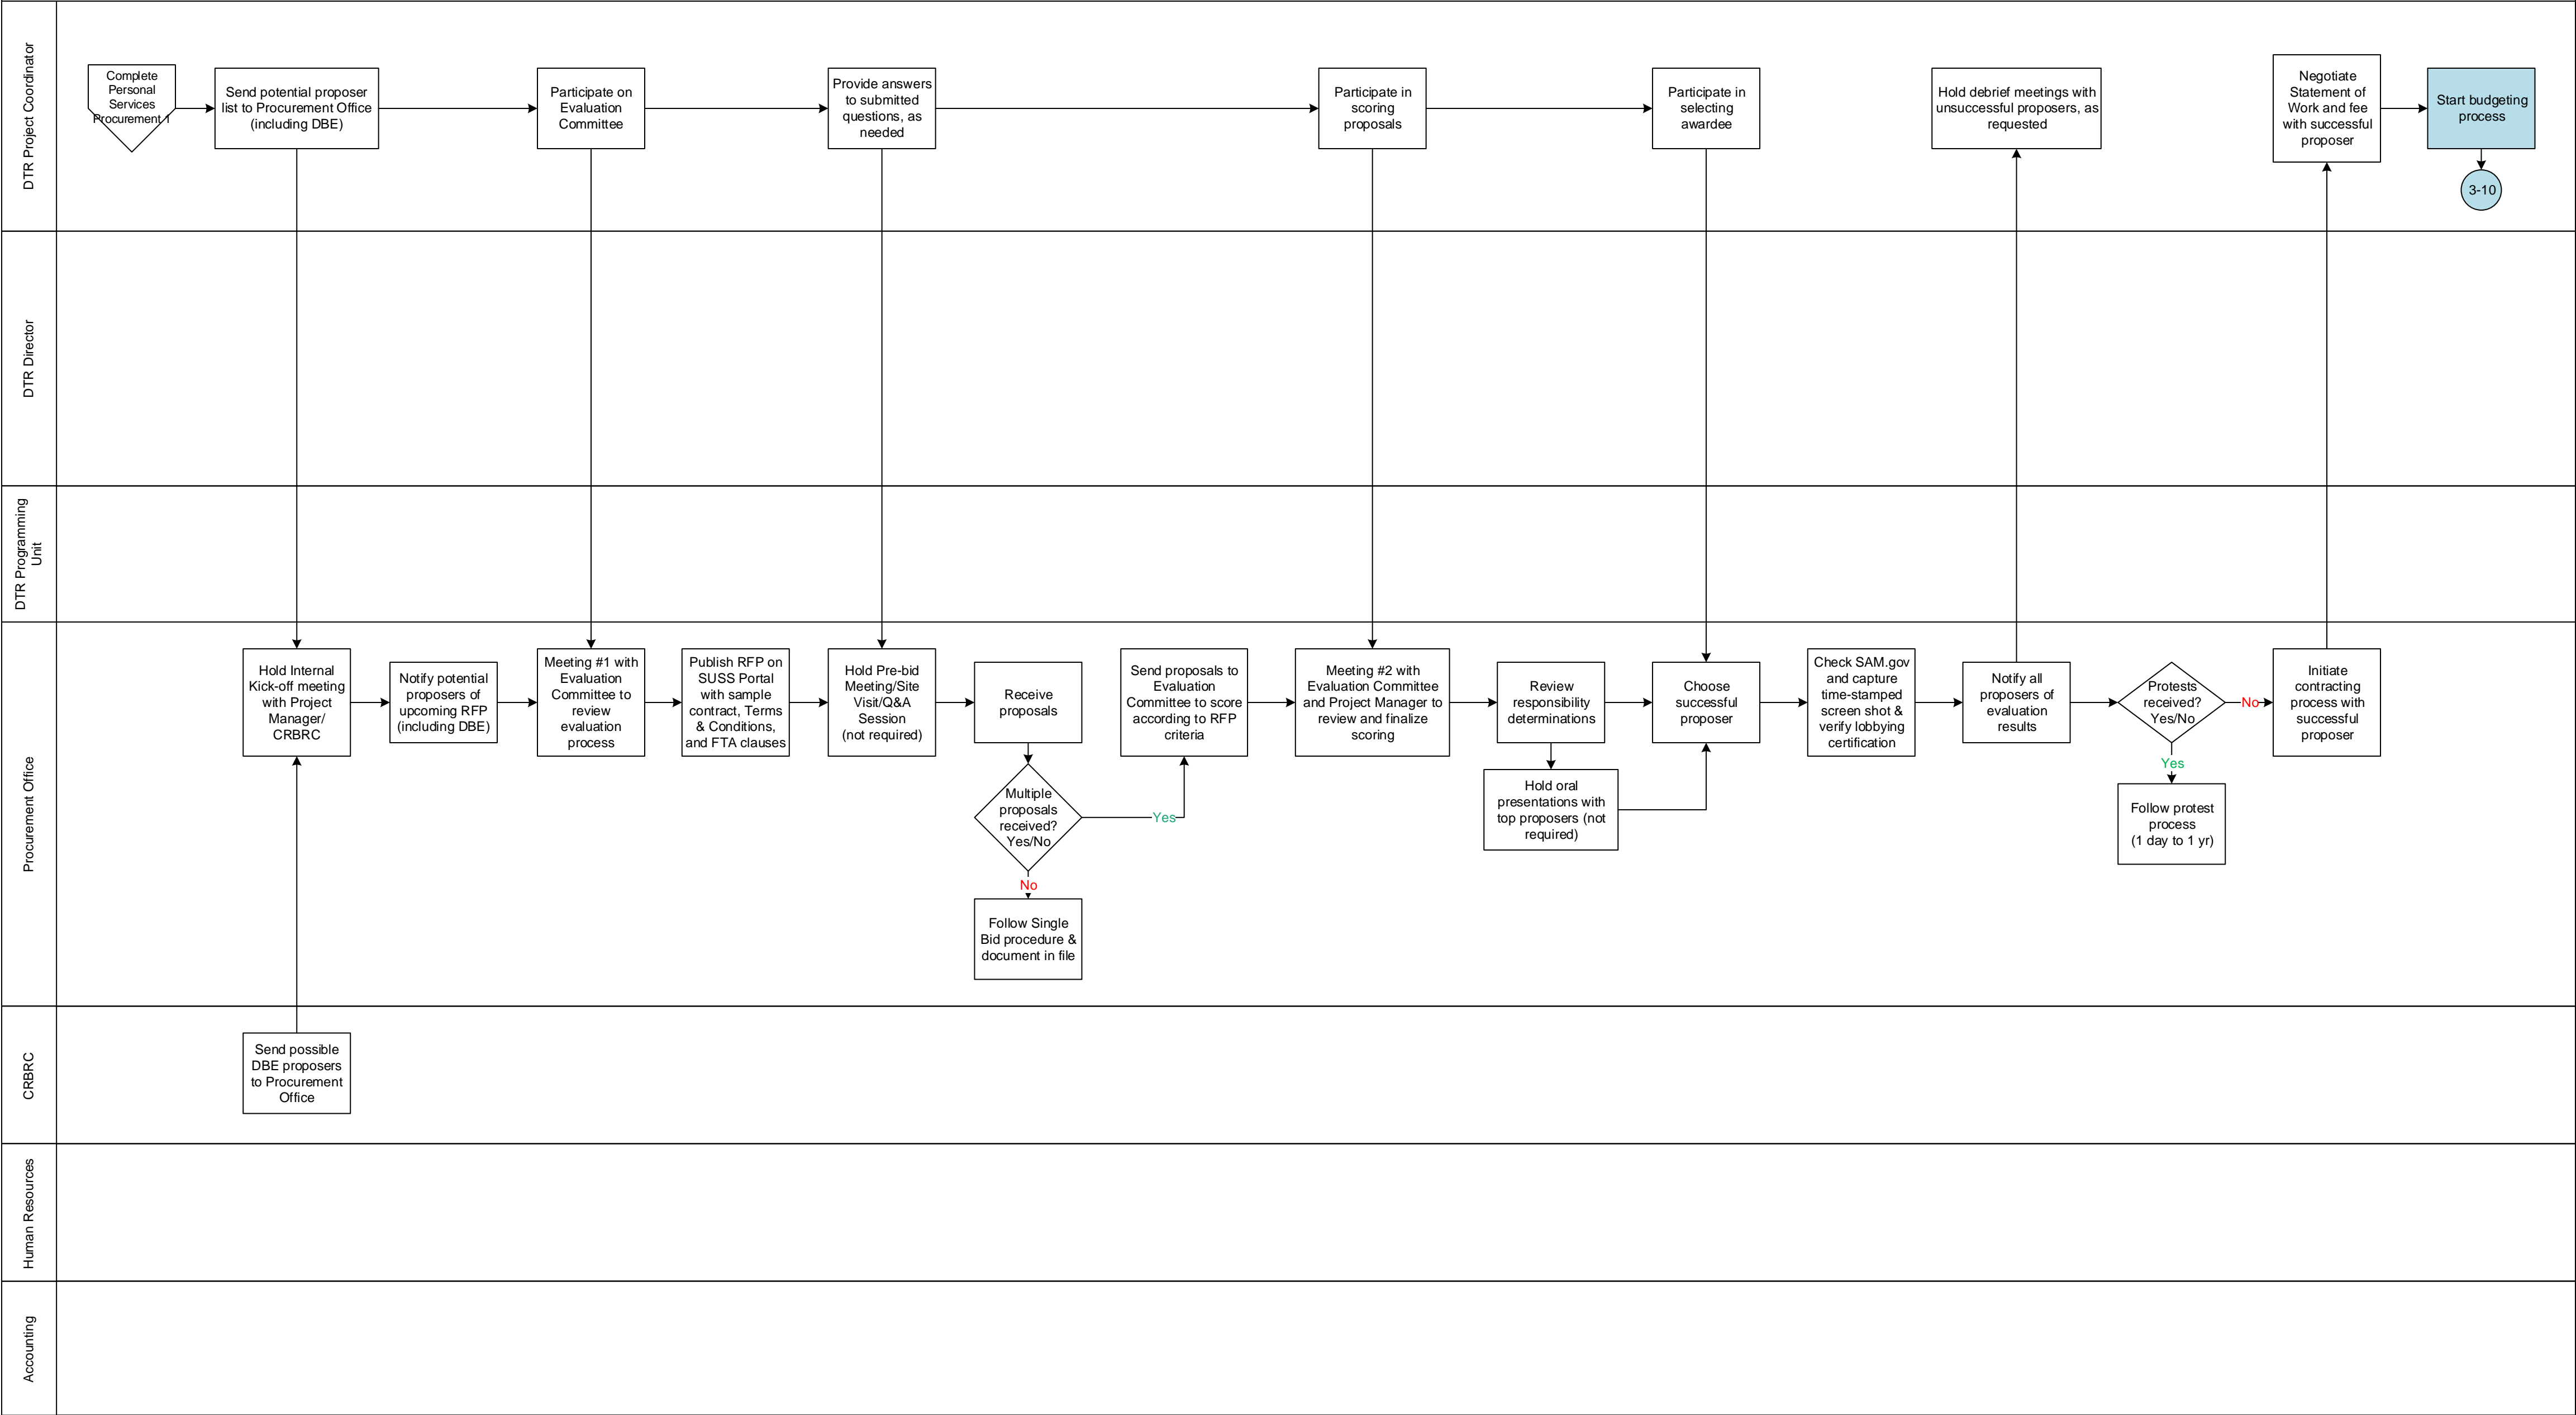 DTR Project Coordinator
Complete
Personal
Services
Procurement 1
Send potential proposer
list to Procurement Office
(including DBE)
Participate on
Evaluation
Committee
Provide answers
to submitted
questions, as
needed
Participate in
scoring
proposals
Participate in
selecting
awardee
Hold debrief meetings with
unsuccessful proposers, as
requested
Negotiate
Statement of
Work and fee
with successful
proposer
Start budgeting
process
3-10
DTR Director
DTR Programming
Unit
Procurement Office
Hold Internal
Kick-off meeting
with Project
Manager/
CRBRC
Notify potential
proposers of
upcoming RFP
(including DBE)
Meeting #1 with
Evaluation
Committee to
review
evaluation
process
Publish RFP on
SUSS Portal
with sample
contract, Terms
& Conditions,
and FTA clauses
Hold Pre-bid
Meeting/Site
Visit/Q&A
Session
(not required)
Receive
proposals
Multiple
proposals
received?
Yes/No
Yes
No
Follow Single
Bid procedure &
document in file
Send proposals to
Evaluation
Committee to score
according to RFP
criteria
Meeting #2 with
Evaluation Committee
and Project Manager to
review and finalize
scoring
Review
responsibility
determinations
Hold oral
presentations with
top proposers (not
required)
Choose
successful
proposer
Check SAM.gov
and capture
time-stamped
screen shot &
verify lobbying
certification
Notify all
proposers of
evaluation
results
Protests
received?
Yes/No
No
Yes
Follow protest
process
(1 day to 1 yr)
Initiate
contracting
process with
successful
proposer
CRBRC
Send possible
DBE proposers
to Procurement
Office
Human Resources
Accounting